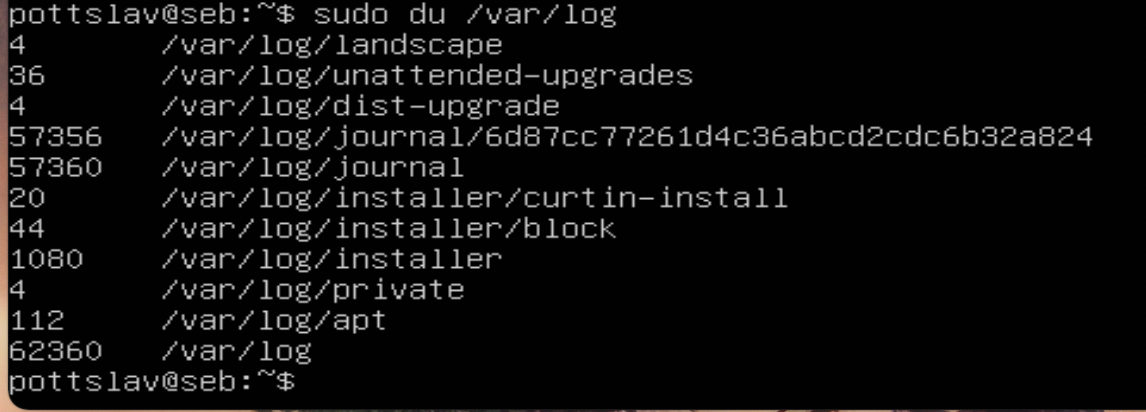 pottslav@seb:~$ sudo du /var/log
4 /var/log/landscape
36 /var/log/unattended-upgrades
4 /var/log/dist-upgrade
57356 /var/log/journal/6d87cc77261d4c36abcd2cdc6b32a824
57360 /var/log/journal
20 /var/log/installer/curtin-install
44 /var/log/installer/block
1080 /var/log/installer
4 /var/log/private
112 /var/log/apt
62360 /var/log
pottslav@seb:~$